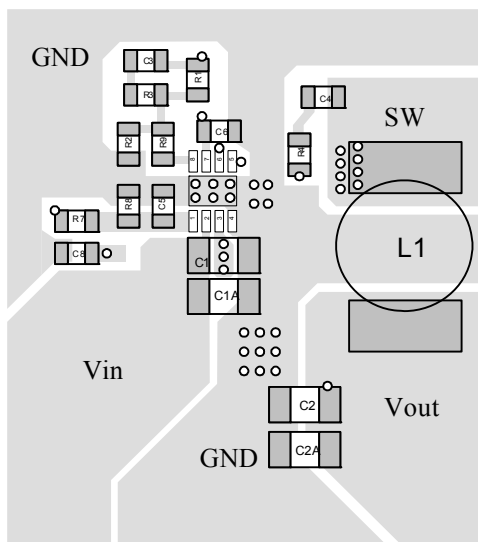 GND
C3
R1
R3
C4
C6
SW
R2
R9
R4
8 7 6 5
R8
C5
R7
1 2 3 4
C8
C1
L1
C1A
Vin
C2
Vout
GND
C2A